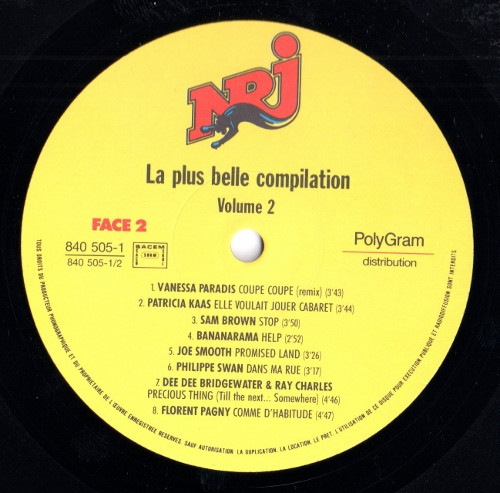 NRJ
La plus belle compilation
Volume 2
FACE 2
840 505-1
840 505-1/2
SACEM
PolyGram
distribution
1. VANESSA PARADIS COUPE COUPE (remix) (3'43)
2. PATRICIA KAAS ELLE VOULAIT JOUER CABARET (3'44)
3. SAM BROWN STOP (3'50)
4. BANANARAMA HELP (2'52)
5. JOE SMOOTH PROMISED LAND (3'26)
6. PHILIPPE SWAN DANS MA RUE (3'17)
7. DEE DEE BRIDGEWATER & RAY CHARLES
PRECIOUS THING (Till the next... Somewhere) (4'46)
8. FLORENT PAGNY COMME D'HABITUDE (4'47)
TOUS DROITS DU PRODUCTEUR PHONOGRAPHIQUE ET DU PROPRIETAIRE DE L'ŒUVRE ENREGISTREE RESERVES. SAUF AUTORISATION LA DUPLICATION, LA LOCATION, LE PRET, L'UTILISATION DE CE DISQUE POUR EXECUTION PUBLIQUE ET RADIODIFFUSION SONT INTERDITS